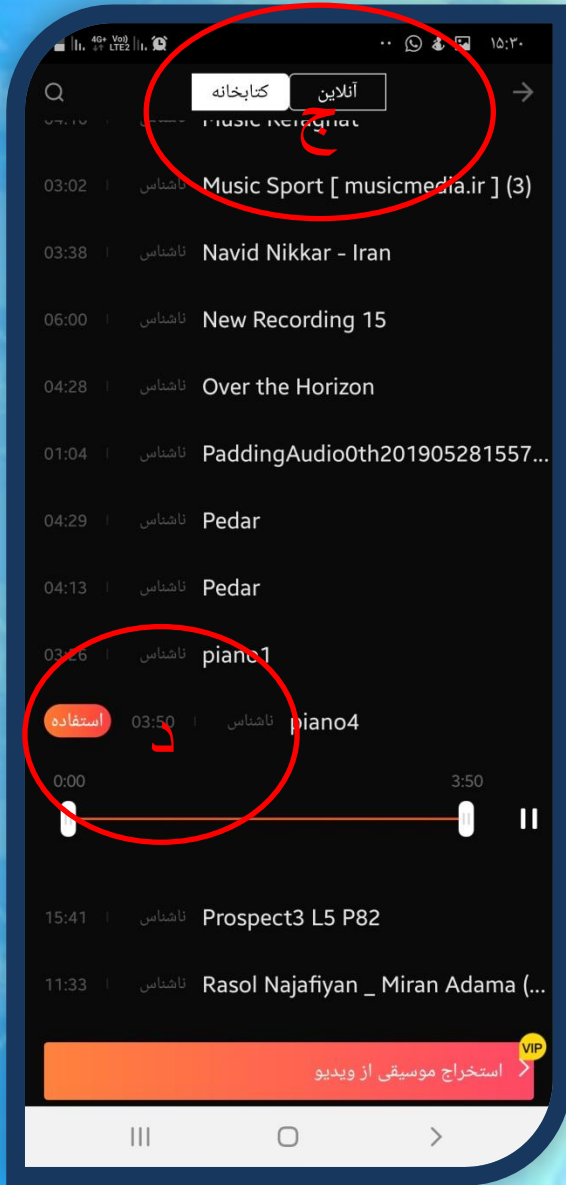 4G+ Vo)) LTE2 ۱۵:۳۰
آنلاین کتابخانه
ج
04:10 ناشناس Music Refaghat
03:02 | ناشناس Music Sport [ musicmedia.ir ] (3)
03:38 | ناشناس Navid Nikkar - Iran
06:00 | ناشناس New Recording 15
04:28 | ناشناس Over the Horizon
01:04 | ناشناس PaddingAudio0th201905281557...
04:29 | ناشناس Pedar
04:13 | ناشناس Pedar
03:26 | ناشناس piano1
استفاده 03:50 | ناشناس piano4
د
0:00 3:50
15:41 | ناشناس Prospect3 L5 P82
11:33 | ناشناس Rasol Najafiyan _ Miran Adama (...
VIP
استخراج موسیقی از ویدیو